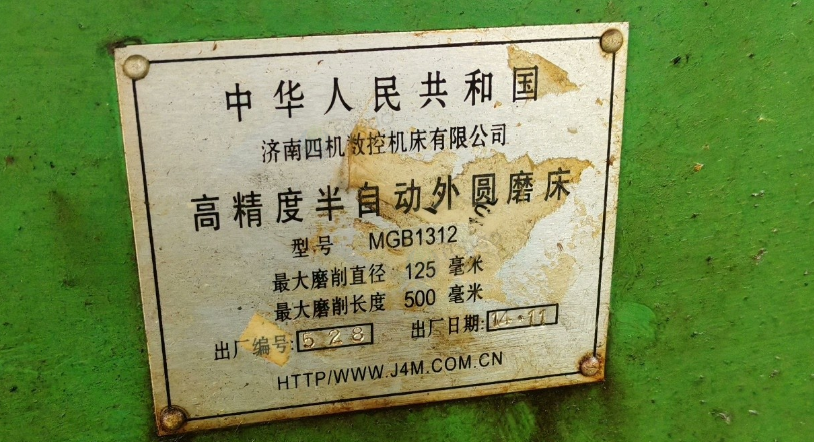 中华人民共和国
济南四机数控机床有限公司
高精度半自动外圆磨床
型号 MGB1312
最大磨削直径 125 毫米
最大磨削长度 500 毫米
出厂编号:528 出厂日期:14·11
HTTP/WWW.J4M.COM.CN